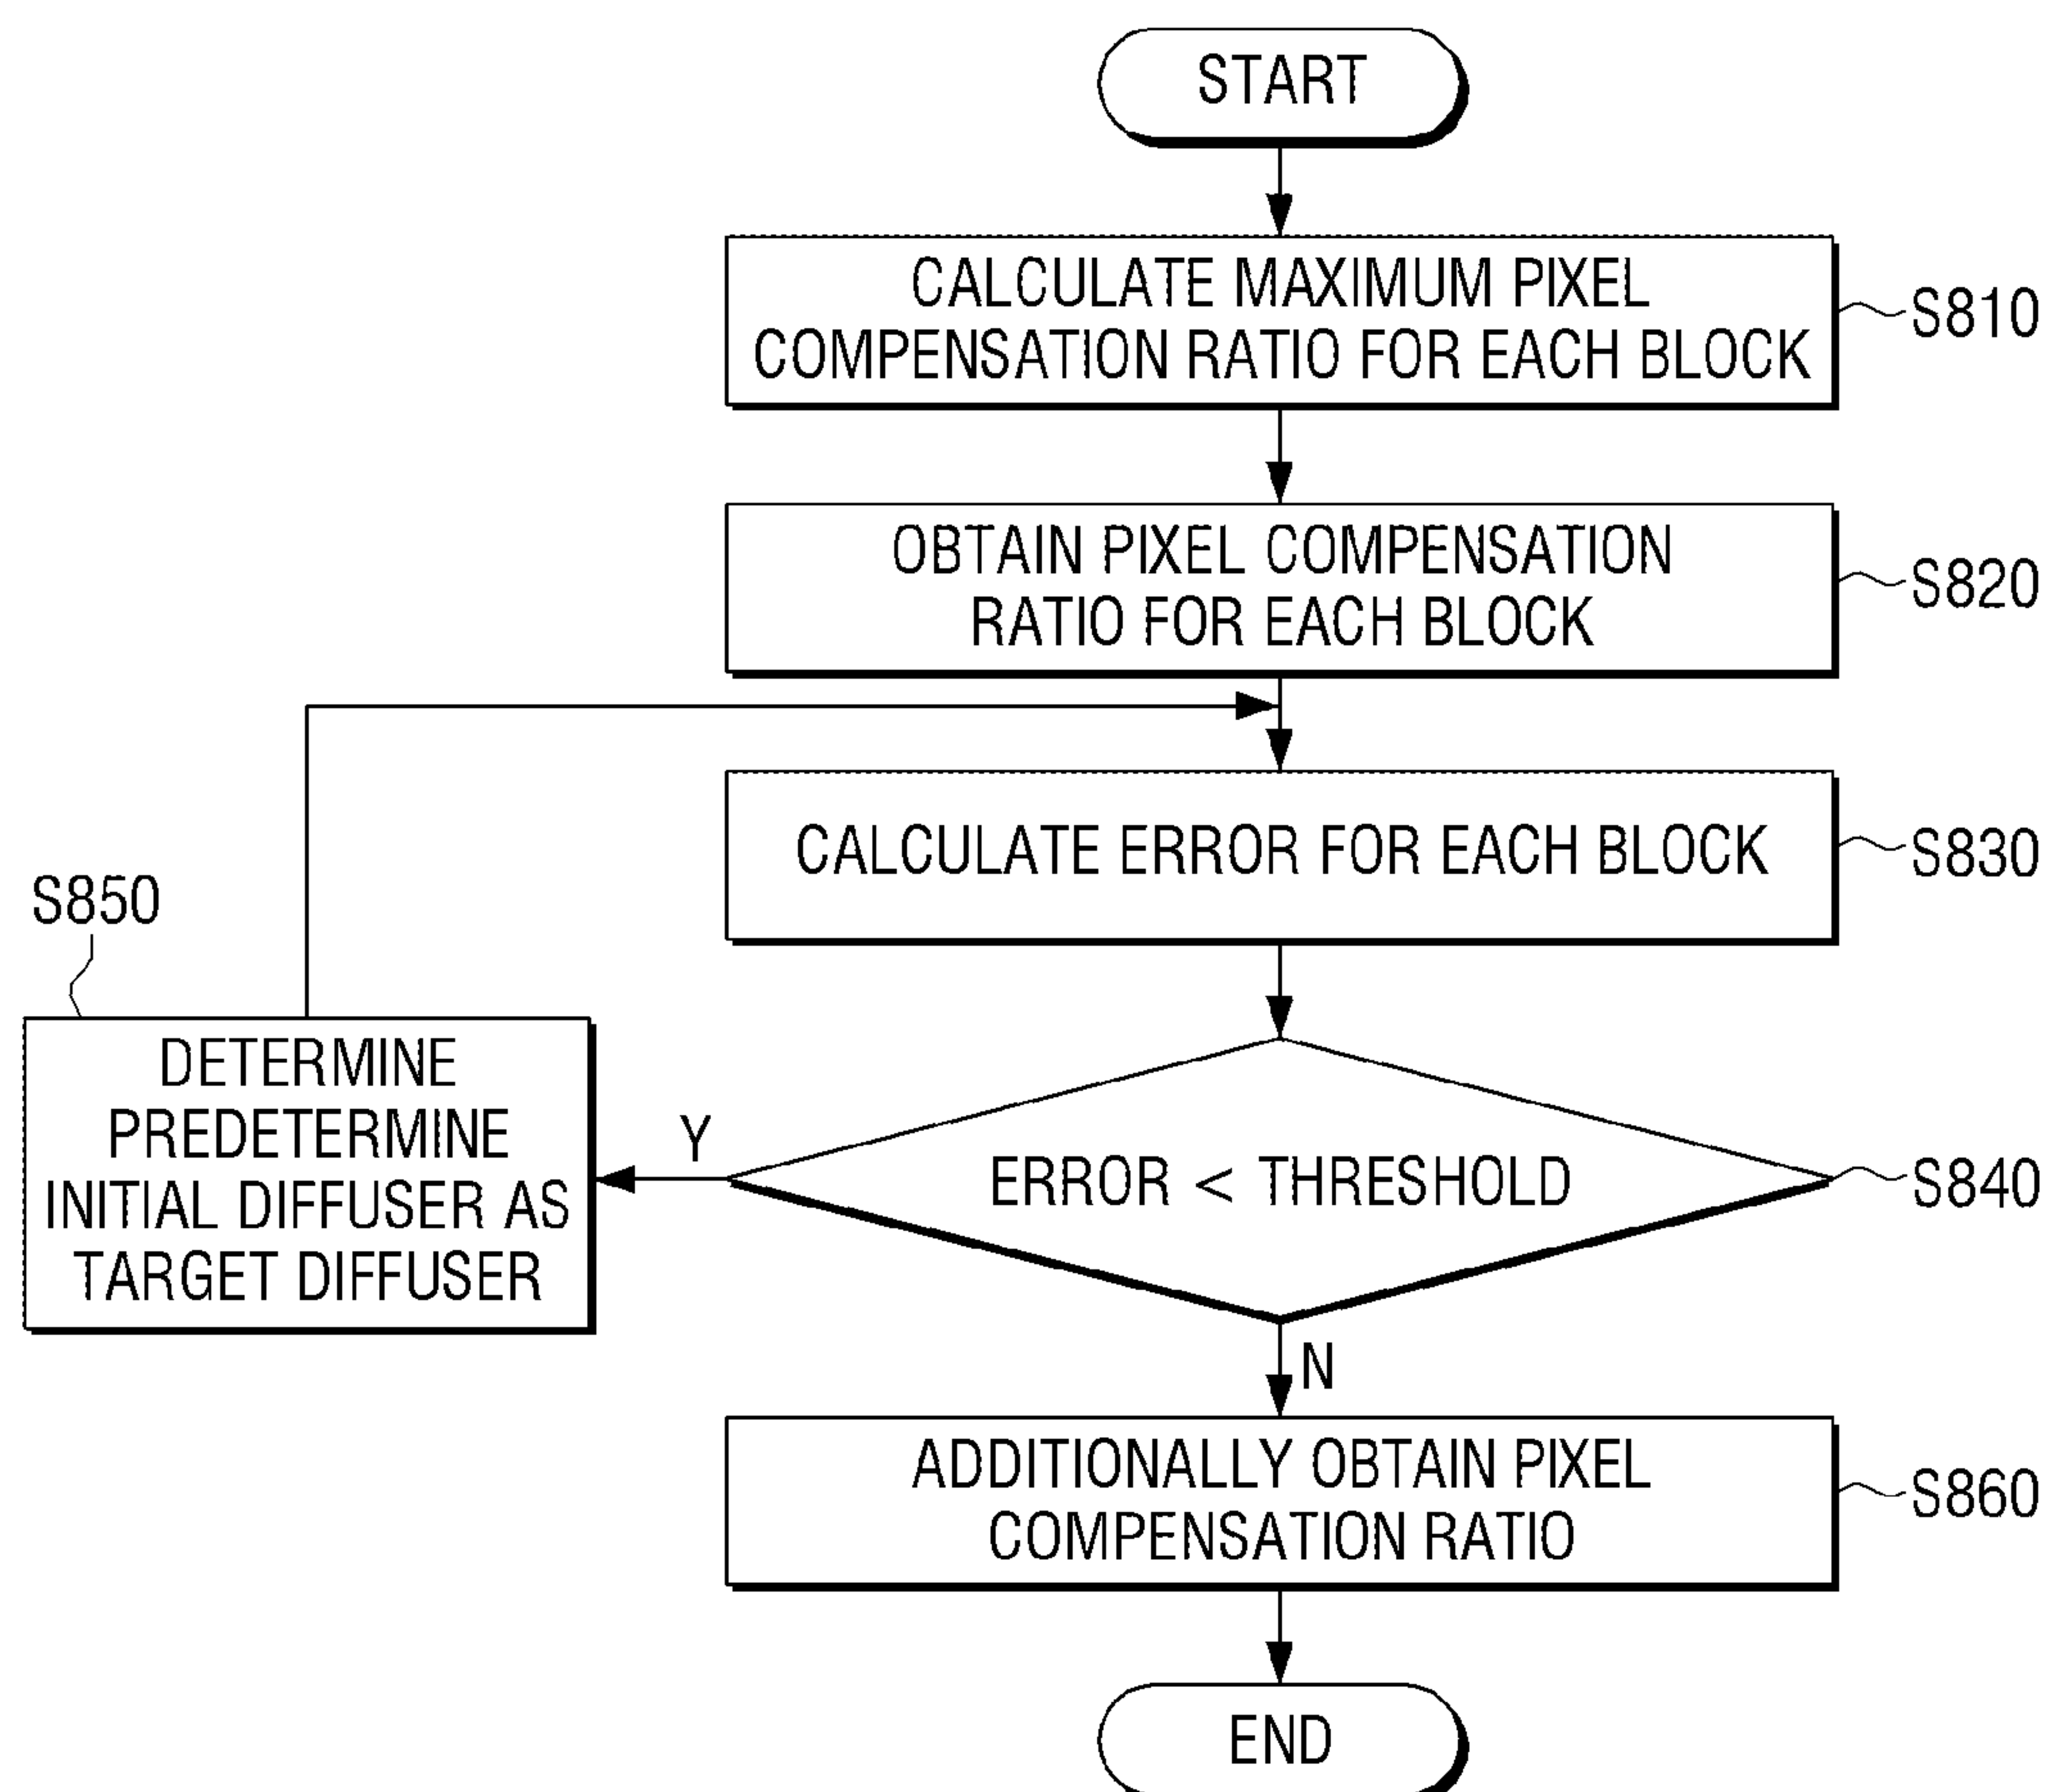 START
CALCULATE MAXIMUM PIXEL
COMPENSATION RATIO FOR EACH BLOCK
S810
OBTAIN PIXEL COMPENSATION
RATIO FOR EACH BLOCK
S820
CALCULATE ERROR FOR EACH BLOCK
S830
S850
DETERMINE
PREDETERMINE
INITIAL DIFFUSER AS
TARGET DIFFUSER
Y
ERROR < THRESHOLD
S840
N
ADDITIONALLY OBTAIN PIXEL
COMPENSATION RATIO
S860
END